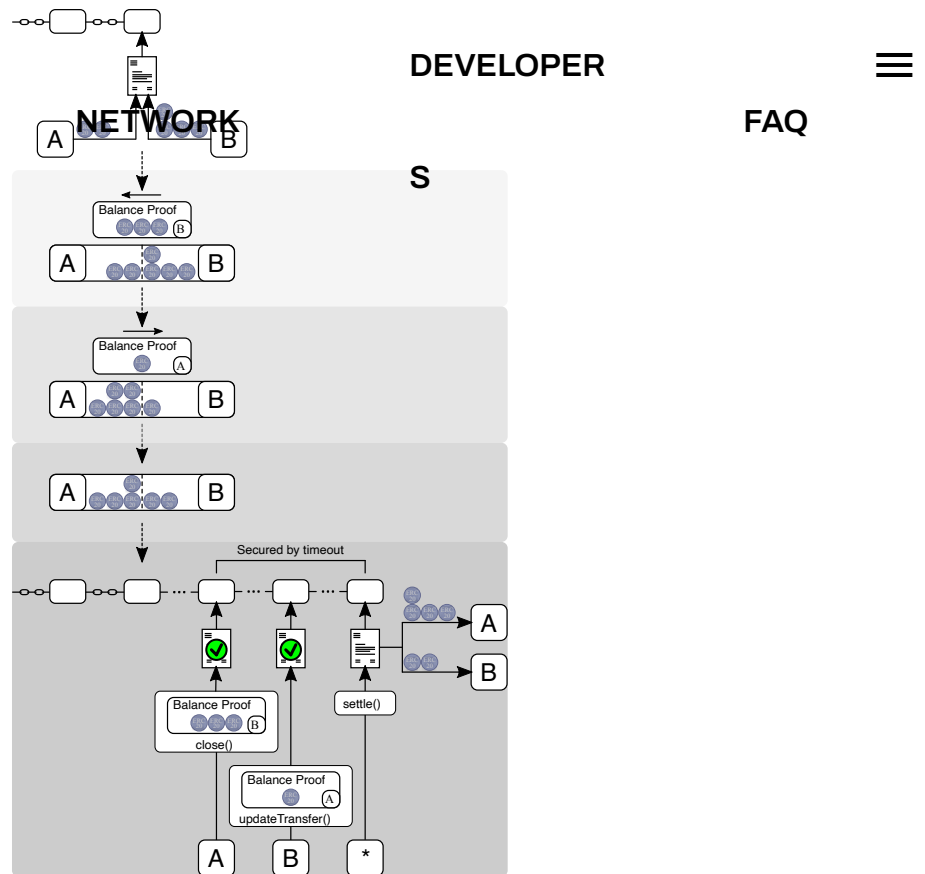 DEVELOPER
NETWORK
FAQ
A
B
S
Balance Proof
B
A
B
Balance Proof
A
A
B
A
B
Secured by timeout
A
B
Balance Proof
B
close()
settle()
Balance Proof
A
updateTransfer()
A
B
*